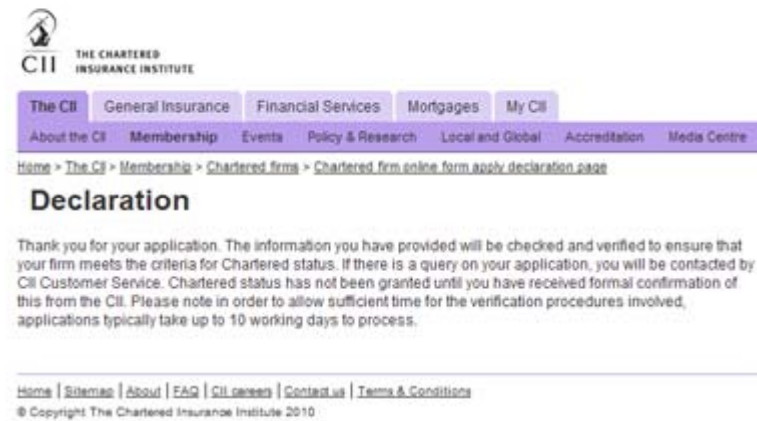 CII THE CHARTERED
INSURANCE INSTITUTE
The CII General Insurance Financial Services Mortgages My CII
About the CII Membership Events Policy & Research Local and Global Accreditation Media Centre
Home > The CII > Membership > Chartered firms > Chartered firm online form apply declaration page
Declaration
Thank you for your application. The information you have provided will be checked and verified to ensure that
your firm meets the criteria for Chartered status. If there is a query on your application, you will be contacted by
CII Customer Service. Chartered status has not been granted until you have received formal confirmation of
this from the CII. Please note in order to allow sufficient time for the verification procedures involved,
applications typically take up to 10 working days to process.
Home | Sitemap | About | FAQ | CII careers | Contact us | Terms & Conditions
© Copyright The Chartered Insurance Institute 2010